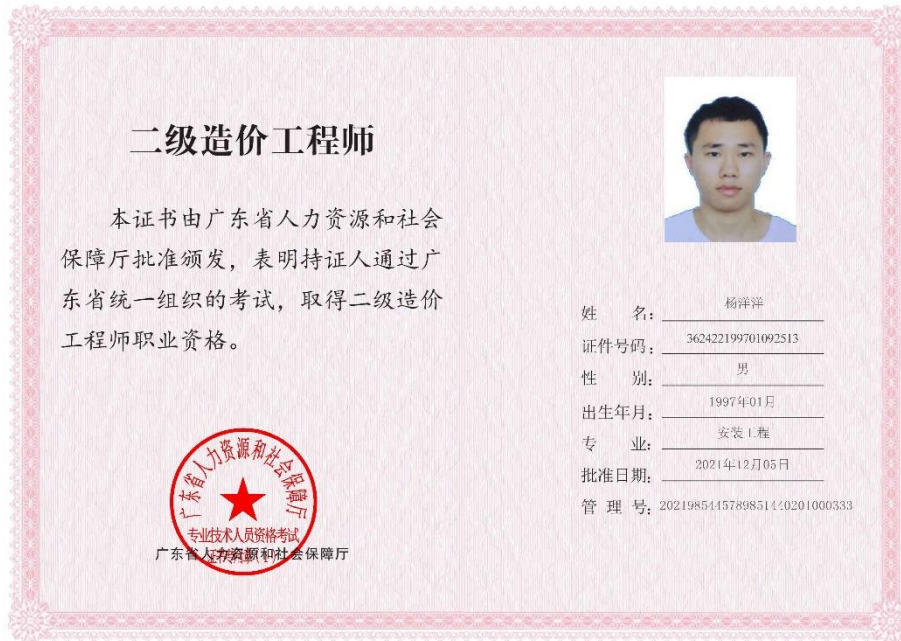 二级造价工程师
本证书由广东省人力资源和社会
保障厅批准颁发，表明持证人通过广
东省统一组织的考试，取得二级造价
工程师职业资格。
姓 名： 杨洋洋
证件号码： 362422199701092513
性 别： 男
出生年月： 1997年01月
专 业： 安装工程
批准日期： 2021年12月05日
管 理 号： 20219854457898514402010003​33
广东省人力资源和社会保障厅
专业技术人员资格考试
广东省人力资源和社会保障厅